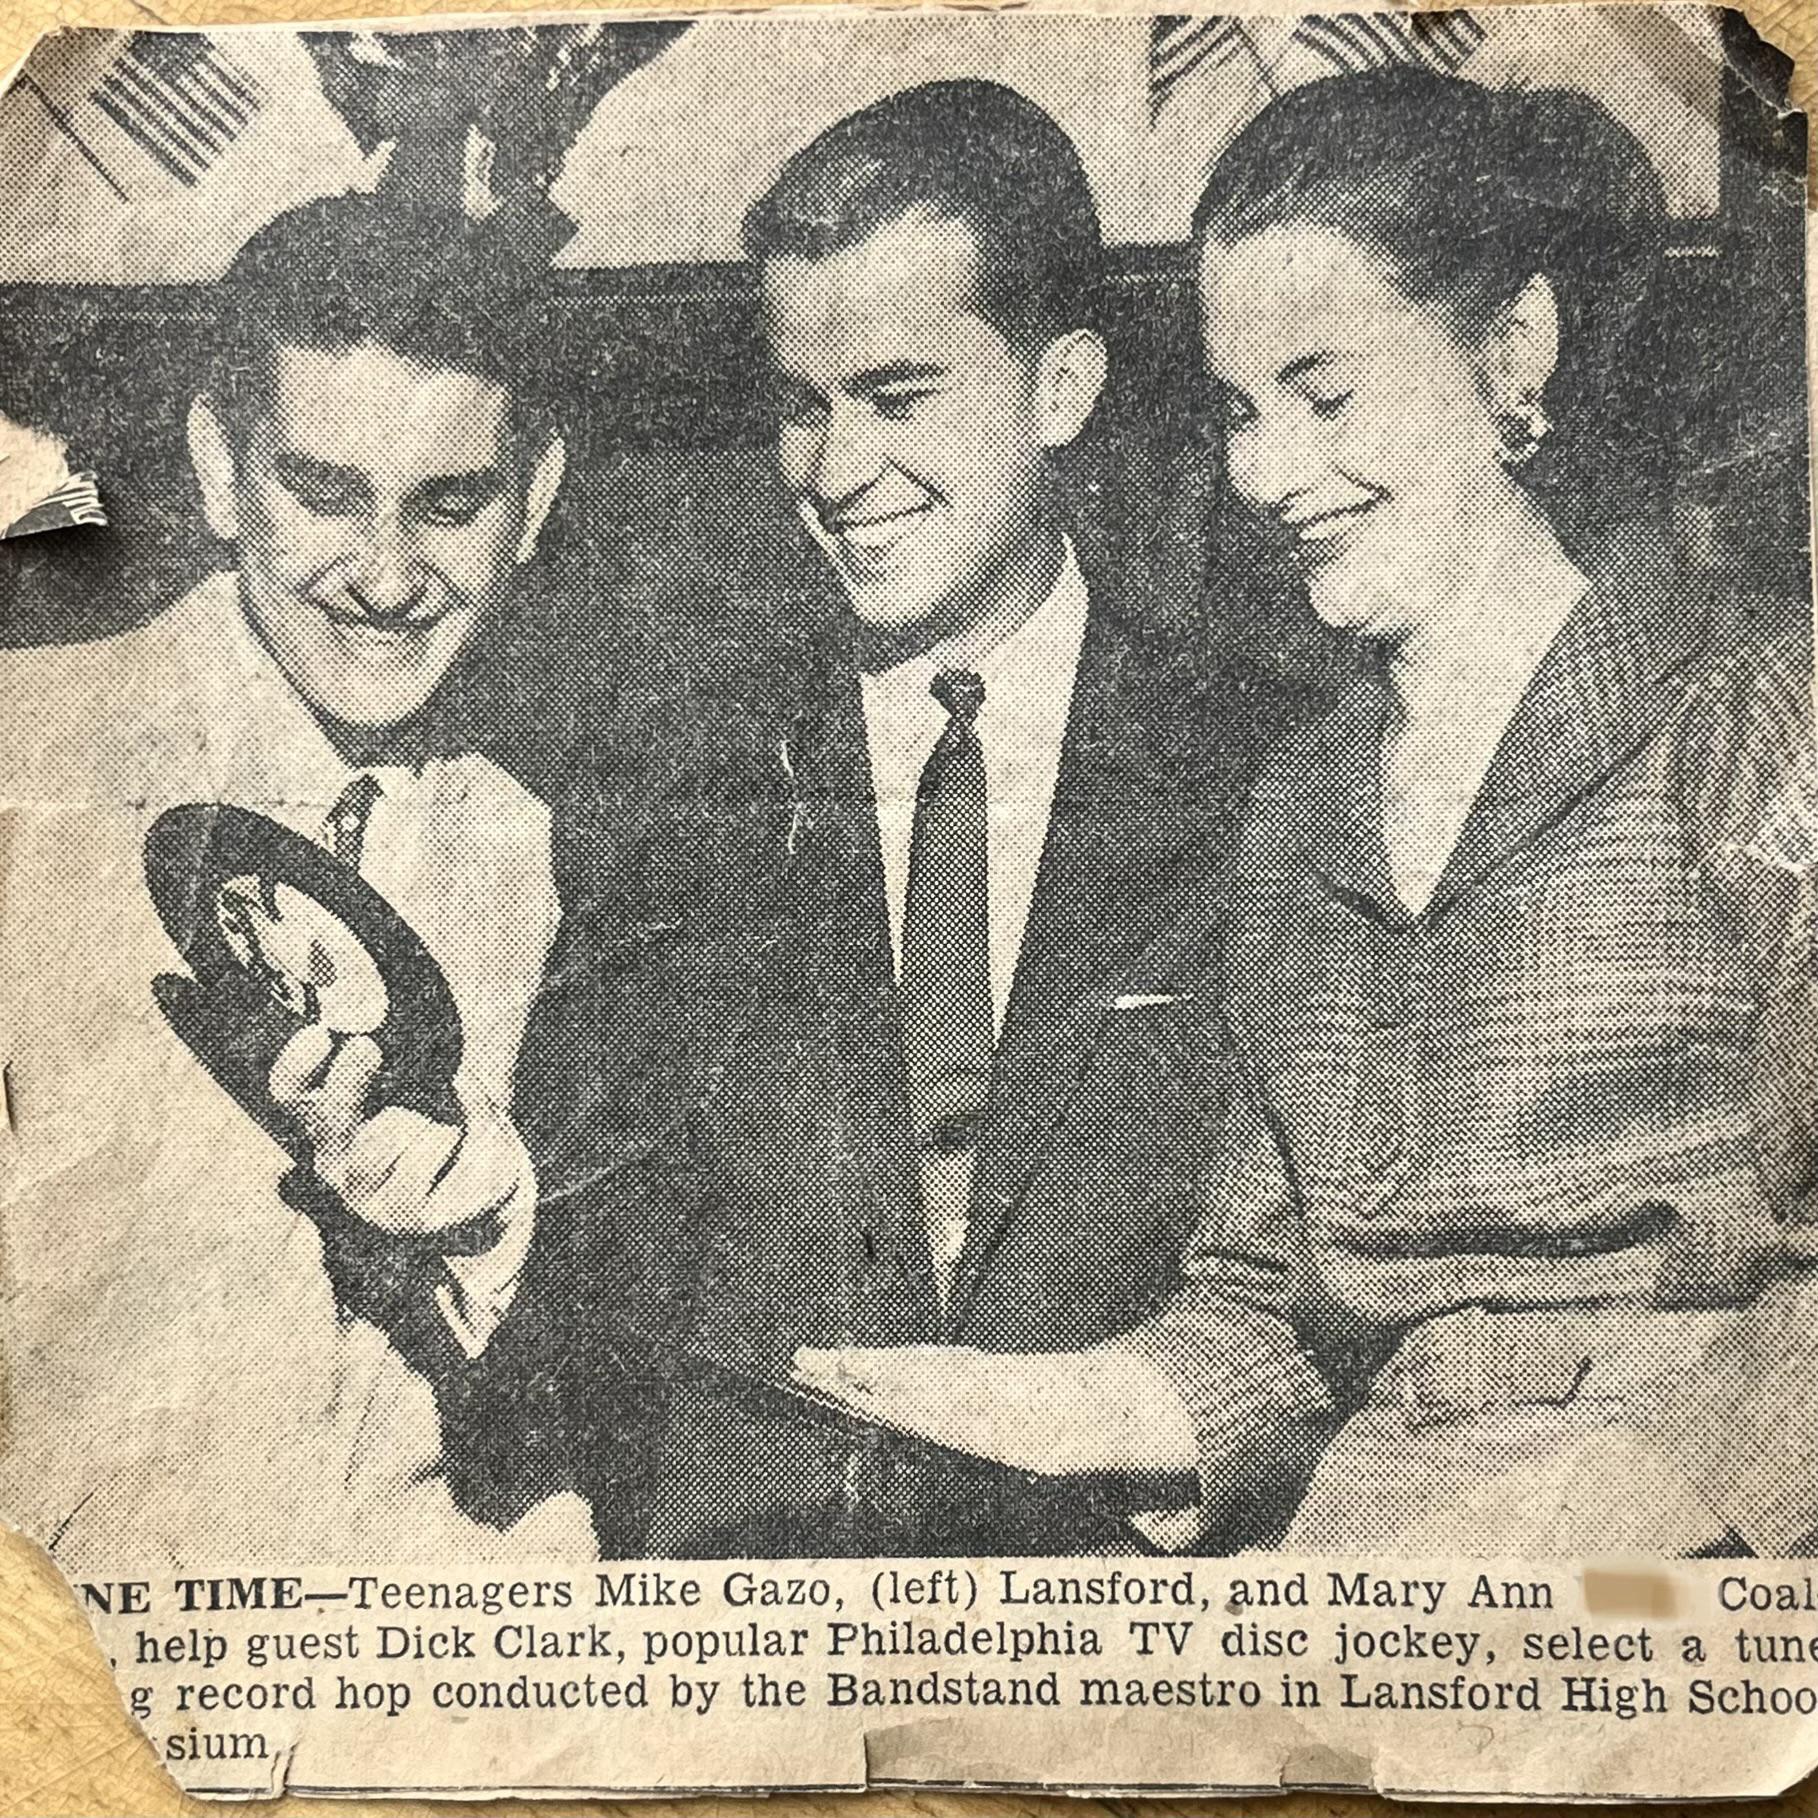 NE TIME—Teenagers Mike Gazo, (left) Lansford, and Mary Ann Coal
, help guest Dick Clark, popular Philadelphia TV disc jockey, select a tune
g record hop conducted by the Bandstand maestro in Lansford High Schoo
sium,